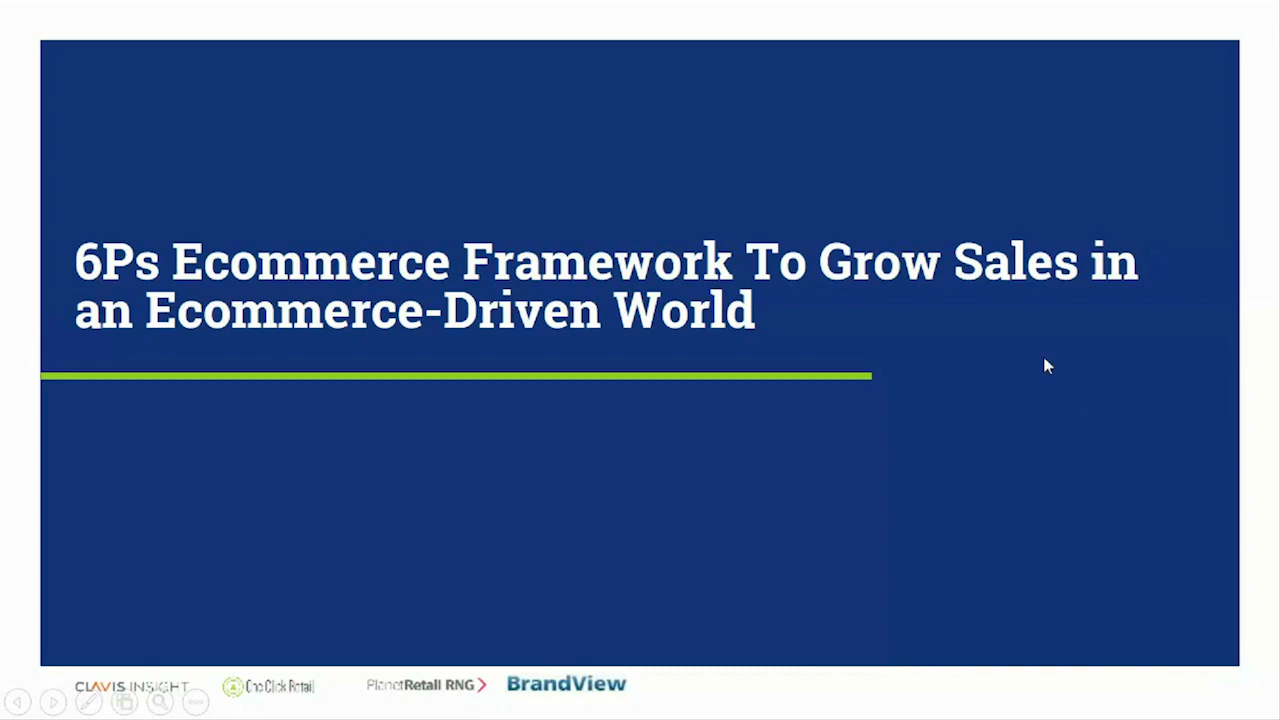 6Ps Ecommerce Framework To Grow Sales in
an Ecommerce-Driven World
CLAVIS INSIGHT One Click Retail PlanetRetail RNG BrandView